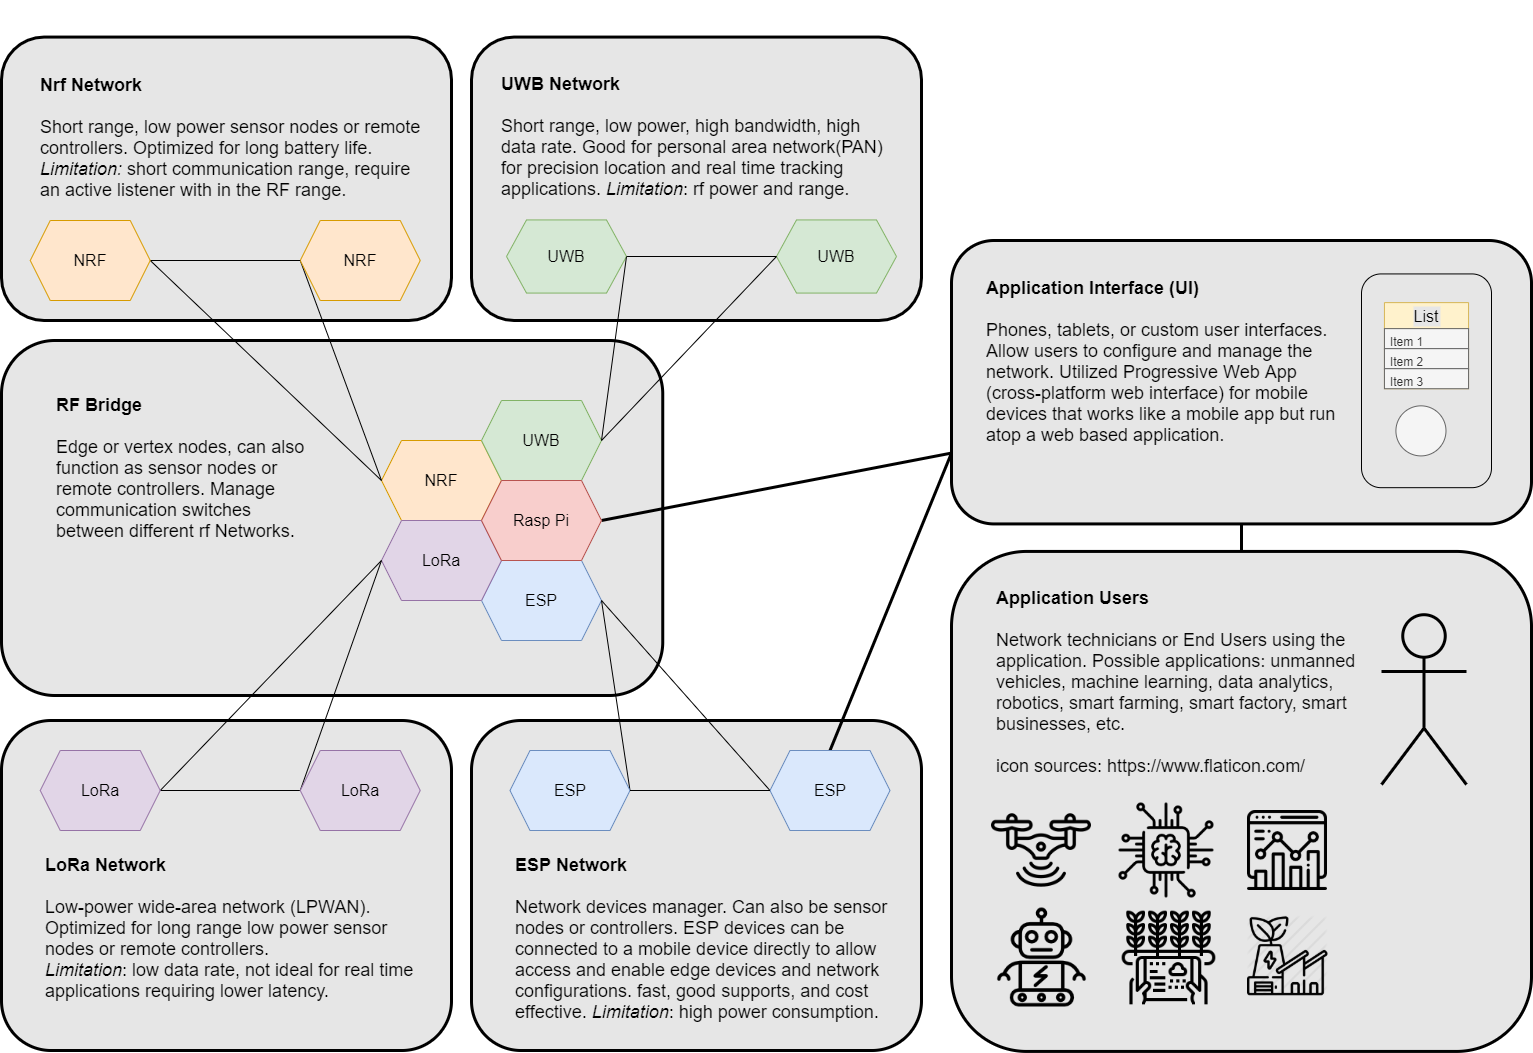 Nrf Network
Short range, low power sensor nodes or remote
controllers. Optimized for long battery life.
Limitation: short communication range, require
an active listener with in the RF range.
NRF
NRF
UWB Network
Short range, low power, high bandwidth, high
data rate. Good for personal area network(PAN)
for precision location and real time tracking
applications. Limitation: rf power and range.
UWB
UWB
RF Bridge
Edge or vertex nodes, can also
function as sensor nodes or
remote controllers. Manage
communication switches
between different rf Networks.
UWB
NRF
Rasp Pi
LoRa
ESP
Application Interface (UI)
Phones, tablets, or custom user interfaces.
Allow users to configure and manage the
network. Utilized Progressive Web App
(cross-platform web interface) for mobile
devices that works like a mobile app but run
atop a web based application.
List
Item 1
Item 2
Item 3
LoRa
LoRa
LoRa Network
Low-power wide-area network (LPWAN).
Optimized for long range low power sensor
nodes or remote controllers.
Limitation: low data rate, not ideal for real time
applications requiring lower latency.
ESP
ESP
ESP Network
Network devices manager. Can also be sensor
nodes or controllers. ESP devices can be
connected to a mobile device directly to allow
access and enable edge devices and network
configurations. fast, good supports, and cost
effective. Limitation: high power consumption.
Application Users
Network technicians or End Users using the
application. Possible applications: unmanned
vehicles, machine learning, data analytics,
robotics, smart farming, smart factory, smart
businesses, etc.
icon sources: https://www.flaticon.com/